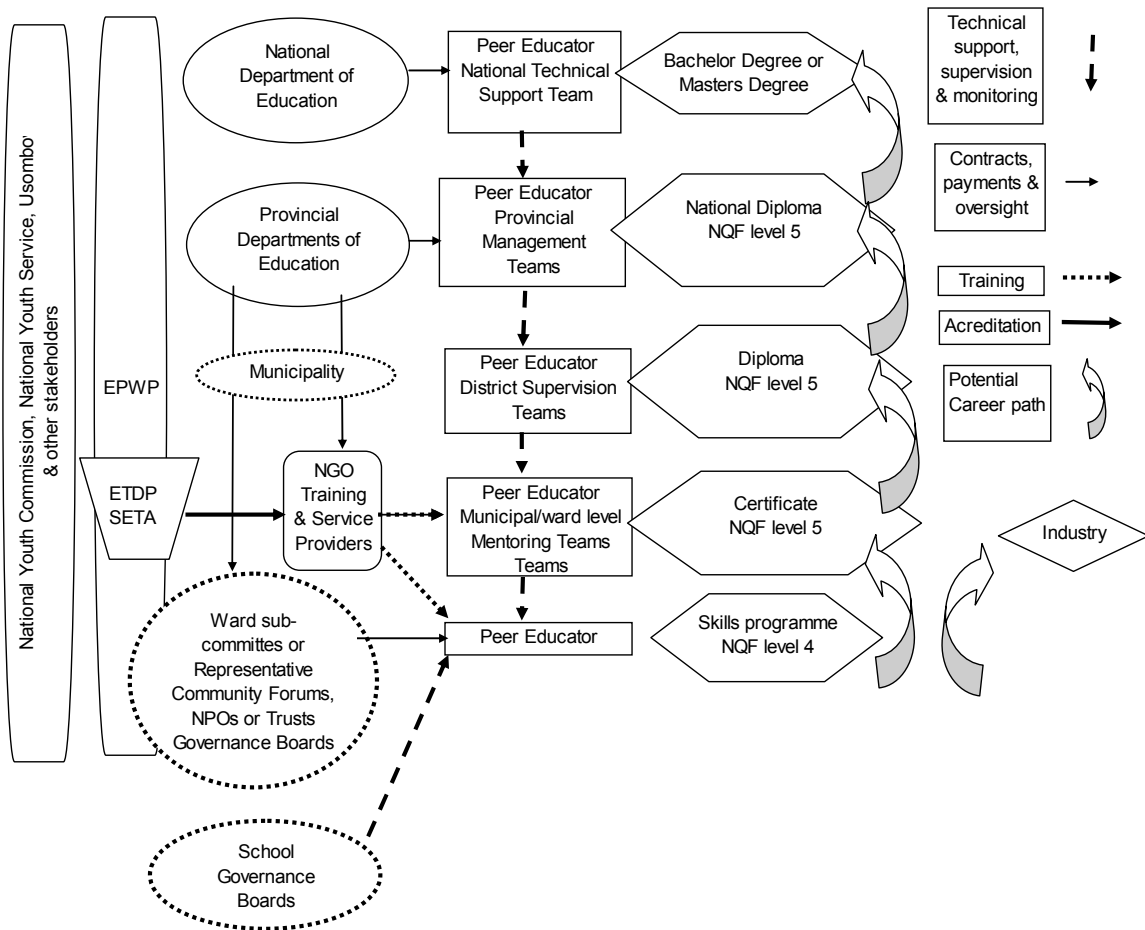 National Youth Commission, National Youth Service, Usombo'
& other stakeholders
EPWP
ETDP
SETA
National
Department of
Education
Peer Educator
National Technical
Support Team
Bachelor Degree or
Masters Degree
Provincial
Departments of
Education
Peer Educator
Provincial
Management
Teams
National Diploma
NQF level 5
Municipality
Peer Educator
District Supervision
Teams
Diploma
NQF level 5
NGO
Training
& Service
Providers
Peer Educator
Municipal/ward level
Mentoring Teams
Teams
Certificate
NQF level 5
Ward sub-
committes or
Representative
Community Forums,
NPOs or Trusts
Governance Boards
Peer Educator
Skills programme
NQF level 4
School
Governance
Boards
Technical
support,
supervision
& monitoring
Contracts,
payments &
oversight
Training
Acreditation
Potential
Career path
Industry